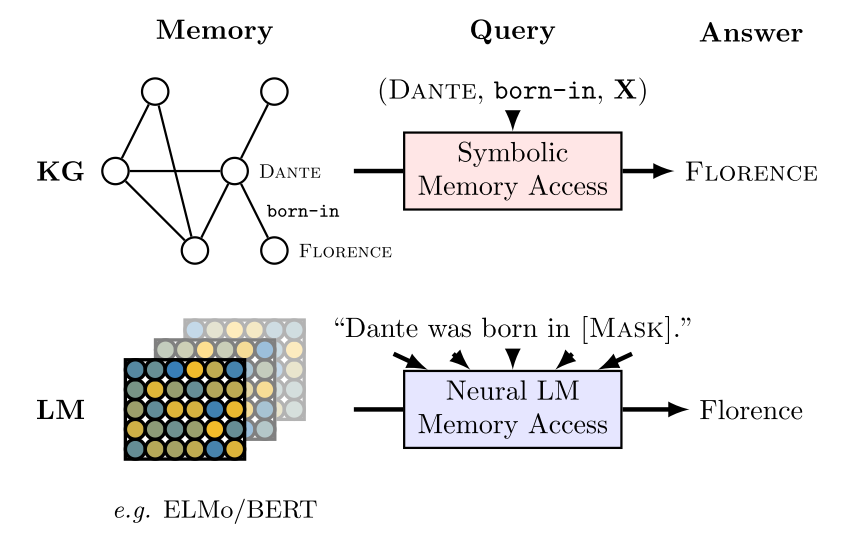 Memory Query Answer
(DANTE, born-in, X)
KG DANTE Symbolic Memory Access FLORENCE
born-in
FLORENCE
“Dante was born in [MASK].”
LM Neural LM Memory Access Florence
e.g. ELMo/BERT